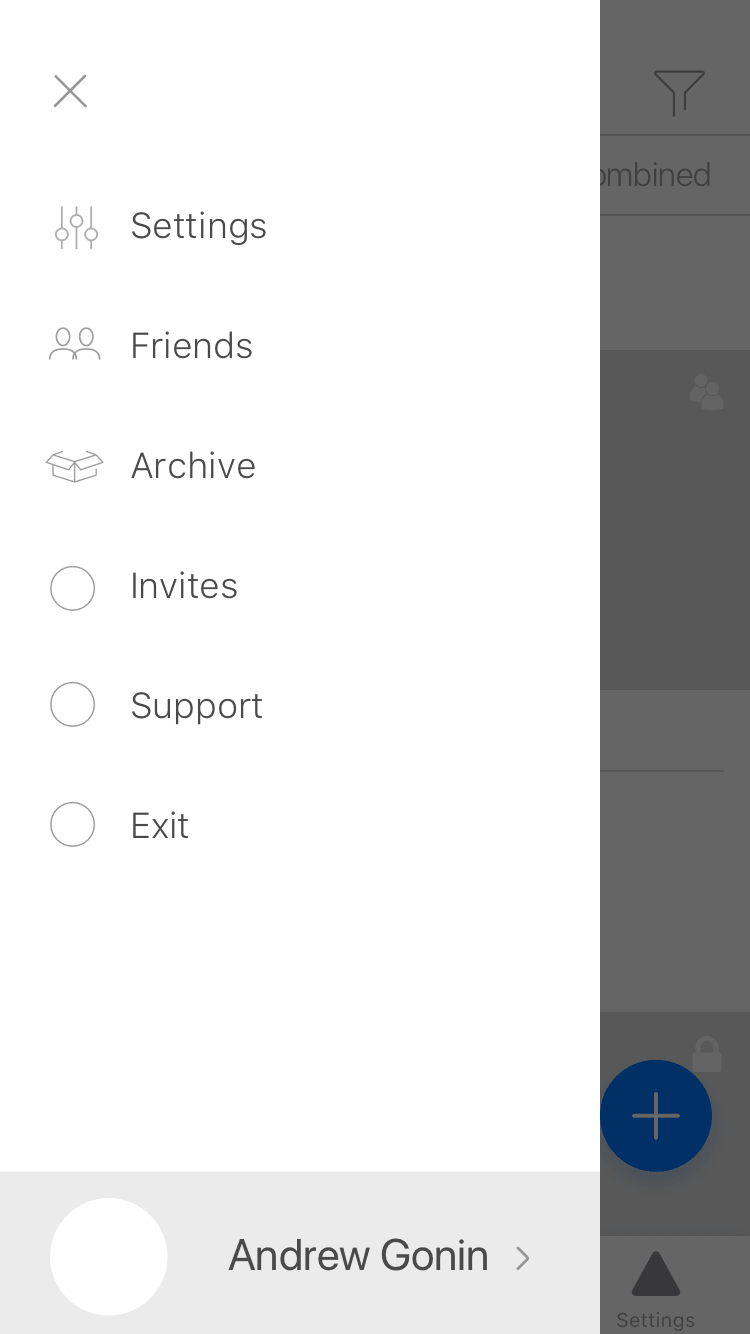 ombined
Settings
Friends
Archive
Invites
Support
Exit
Andrew Gonin
Settings